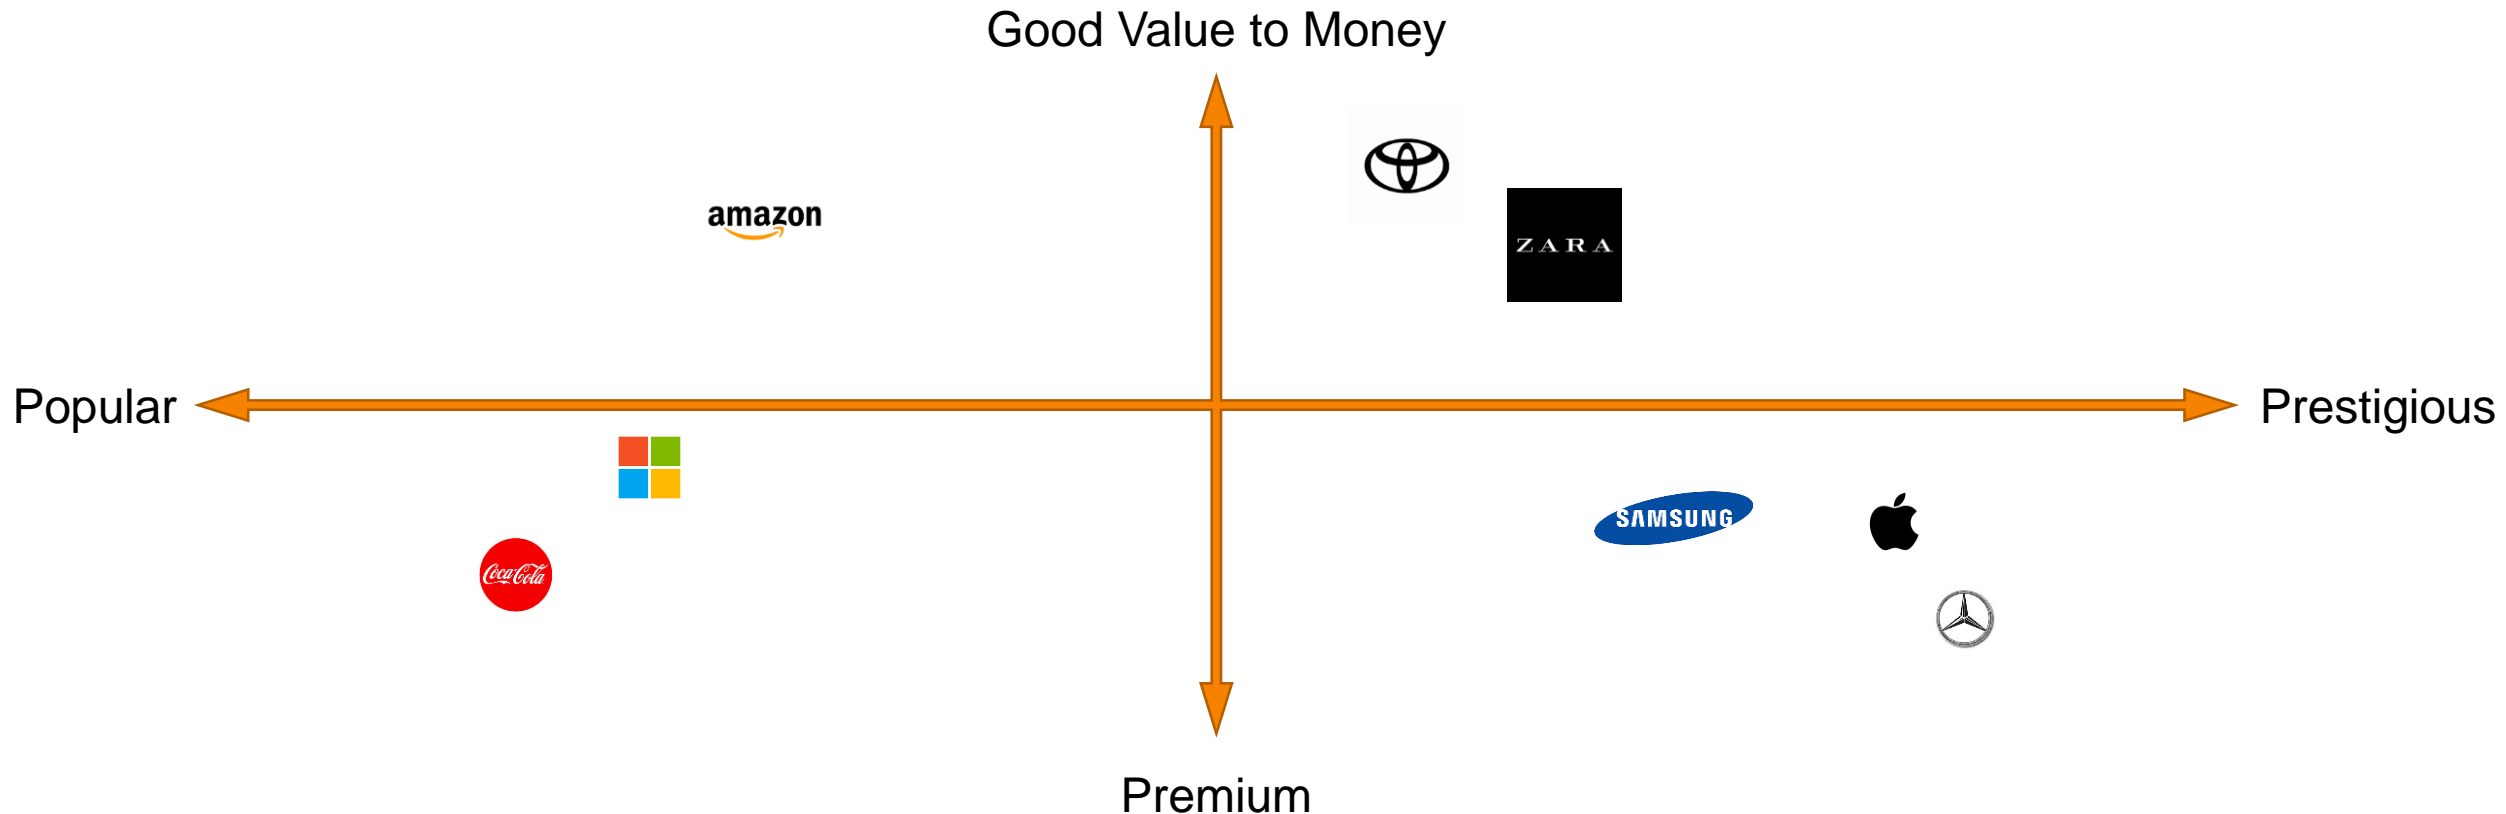 Good Value to Money
amazon
ZARA
Popular
Prestigious
SAMSUNG
Coca-Cola
Premium